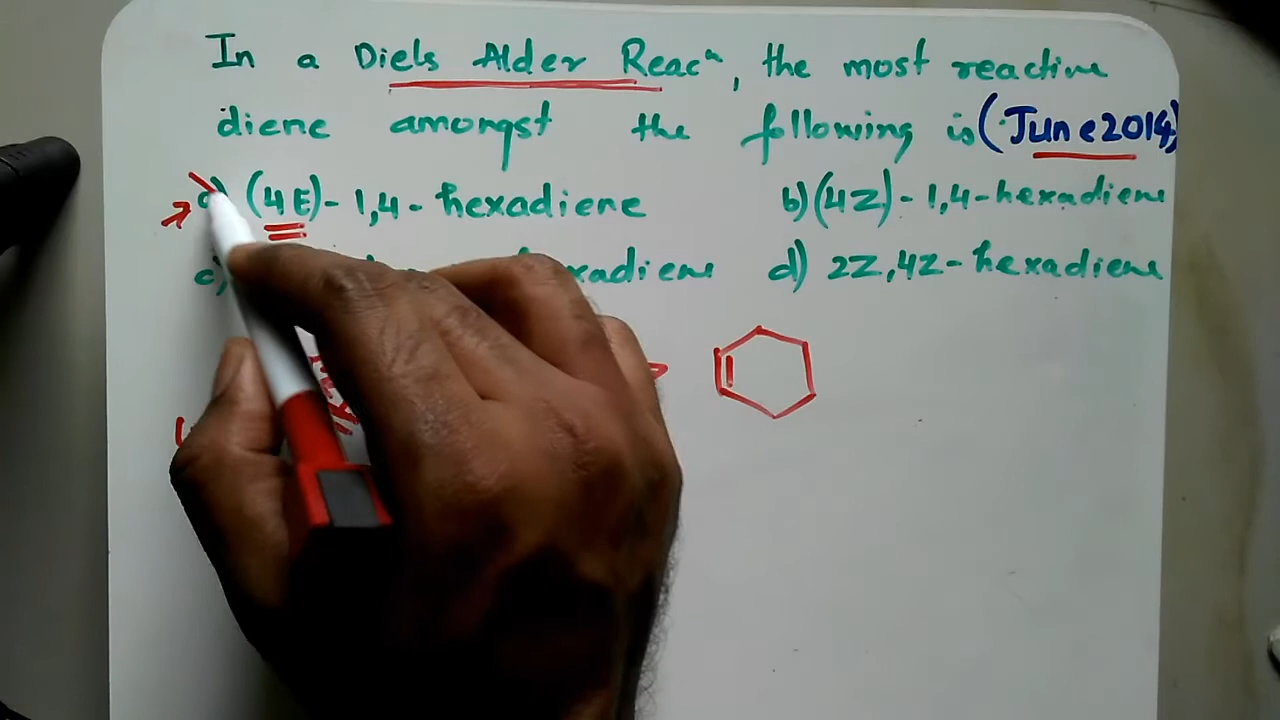 In a Diels Alder Reacⁿ, the most reactive
diene amongst the following is (June 2014)
a) (4E) - 1,4 - hexadiene b) (4Z) - 1,4 - hexadiene
c) hexadiene d) 2Z,4Z - hexadiene